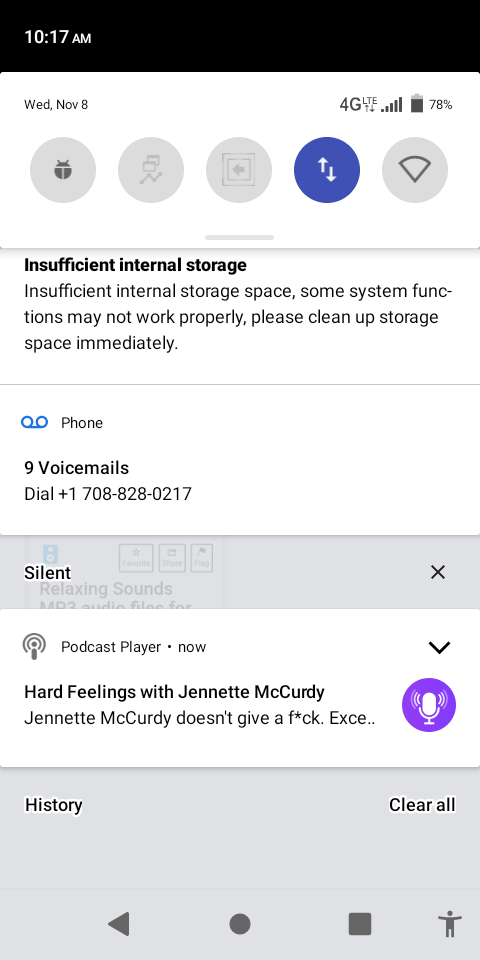 10:17 AM
Wed, Nov 8
4G LTE 78%
Insufficient internal storage
Insufficient internal storage space, some system func-
tions may not work properly, please clean up storage
space immediately.
Phone
9 Voicemails
Dial +1 708-828-0217
Favorite Share Flag
Silent
Relaxing Sounds
MP3 audio files for
Podcast Player • now
Hard Feelings with Jennette McCurdy
Jennette McCurdy doesn't give a f*ck. Exce..
History Clear all